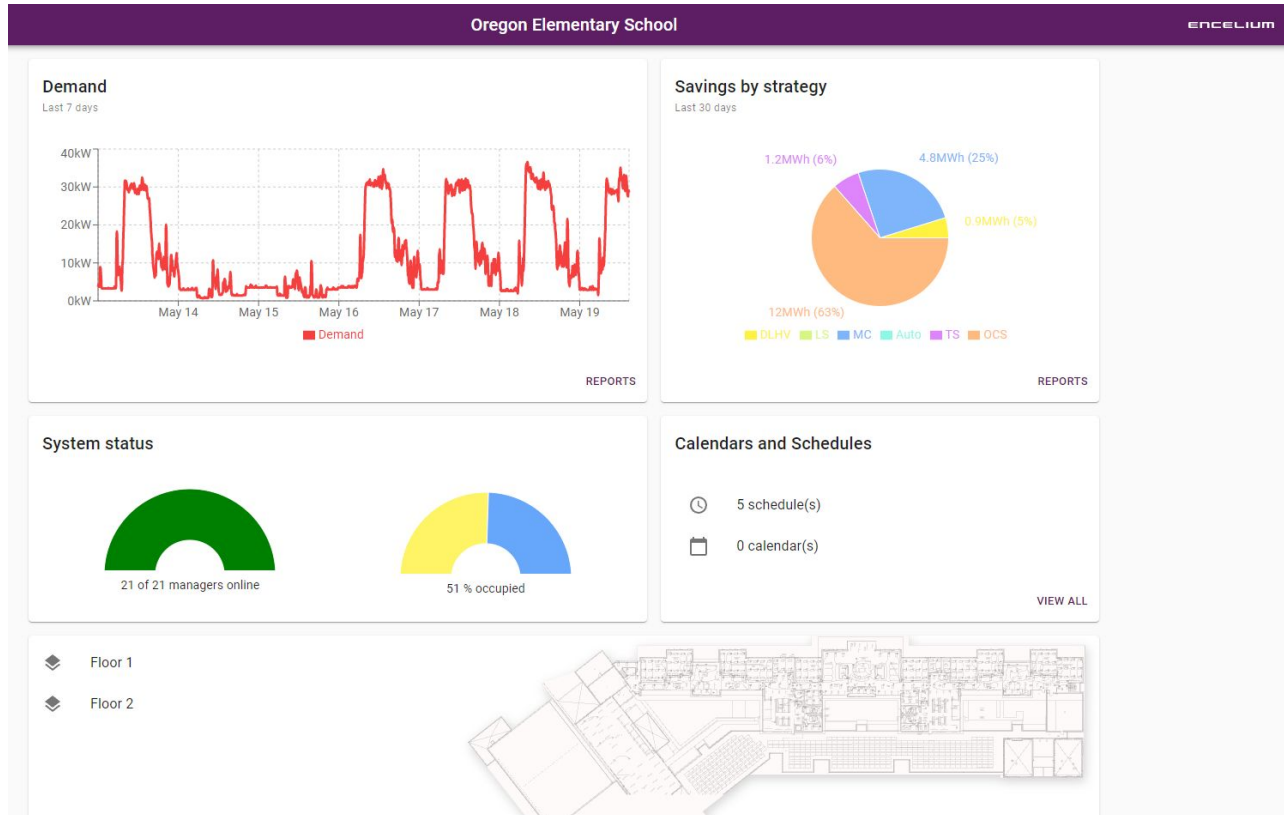 Oregon Elementary School
ENCELIUM
Demand
Last 7 days
40kW
30kW
20kW
10kW
0kW
May 14 May 15 May 16 May 17 May 18 May 19
Demand
REPORTS
Savings by strategy
Last 30 days
1.2MWh (6%)
4.8MWh (25%)
0.9MWh (5%)
12MWh (63%)
DLHV LS MC Auto TS OCS
REPORTS
System status
21 of 21 managers online
51 % occupied
Calendars and Schedules
5 schedule(s)
0 calendar(s)
VIEW ALL
Floor 1
Floor 2